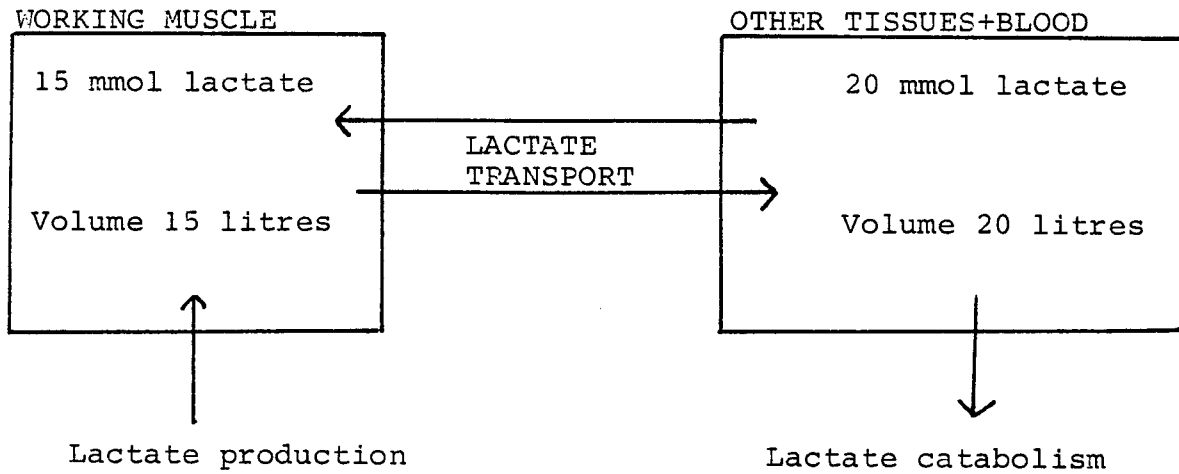 WORKING MUSCLE
OTHER TISSUES+BLOOD
15 mmol lactate
20 mmol lactate
LACTATE
TRANSPORT
Volume 15 litres
Volume 20 litres
Lactate production
Lactate catabolism